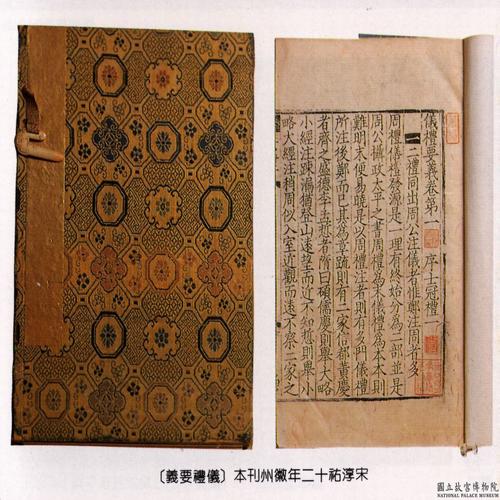 儀禮要義卷第一 序士冠禮一
一二禮同出周公注儀者惟鄭注周者多
周禮儀禮發源是一理有終始分為二部並是
周公攝政太平之書周禮為末儀禮為本本則
難明末便易曉是以周禮注者則有多門儀禮
所注後鄭而已其為章疏則有二家信都黃慶
者齊之盛德李孟悊者隋曰碩儒慶則舉大略
小經注疎漏猶登山遠望而近不知悊則舉小
略大經注稍周似入室近觀而遠不察二家之
宋淳祐十二年徽州刊本〔儀禮要義〕
國立故宮博物院
NATIONAL PALACE MUSEUM